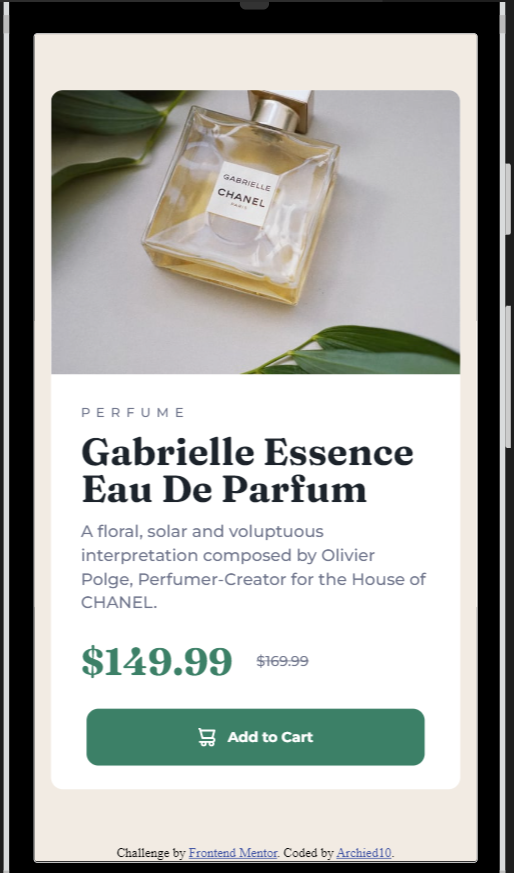 GABRIELLE
CHANEL
PARIS
PERFUME
Gabrielle Essence
Eau De Parfum
A floral, solar and voluptuous
interpretation composed by Olivier
Polge, Perfumer-Creator for the House of
CHANEL.
$149.99 $169.99
Add to Cart
Challenge by Frontend Mentor. Coded by Archied10.